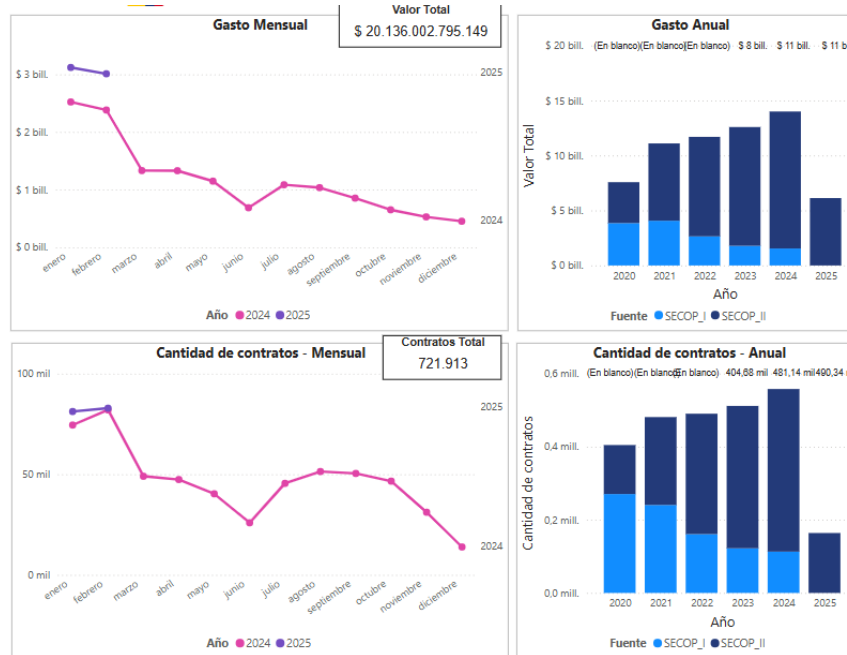 Valor Total
$ 20.136.002.795.149
Gasto Mensual
$ 3 bill.
$ 2 bill.
$ 1 bill.
$ 0 bill.
2025
2024
enero febrero marzo abril mayo junio julio agosto septiembre octubre noviembre diciembre
Año 2024 2025
Gasto Anual
$ 20 bill. (En blanco) (En blanco) (En blanco) $ 8 bill. $ 11 bill. $ 11 b
$ 15 bill.
$ 10 bill.
$ 5 bill.
$ 0 bill.
Valor Total
2020 2021 2022 2023 2024 2025
Año
Fuente SECOP_I SECOP_II
Contratos Total
721.913
Cantidad de contratos - Mensual
100 mil
50 mil
0 mil
2025
2024
enero febrero marzo abril mayo junio julio agosto septiembre octubre noviembre diciembre
Año 2024 2025
Cantidad de contratos - Anual
0,6 mill. (En blanco) (En blanco) (En blanco) 404,68 mil 481,14 mil 490,34
0,4 mill.
0,2 mill.
0,0 mill.
Cantidad de contratos
2020 2021 2022 2023 2024 2025
Año
Fuente SECOP_I SECOP_II